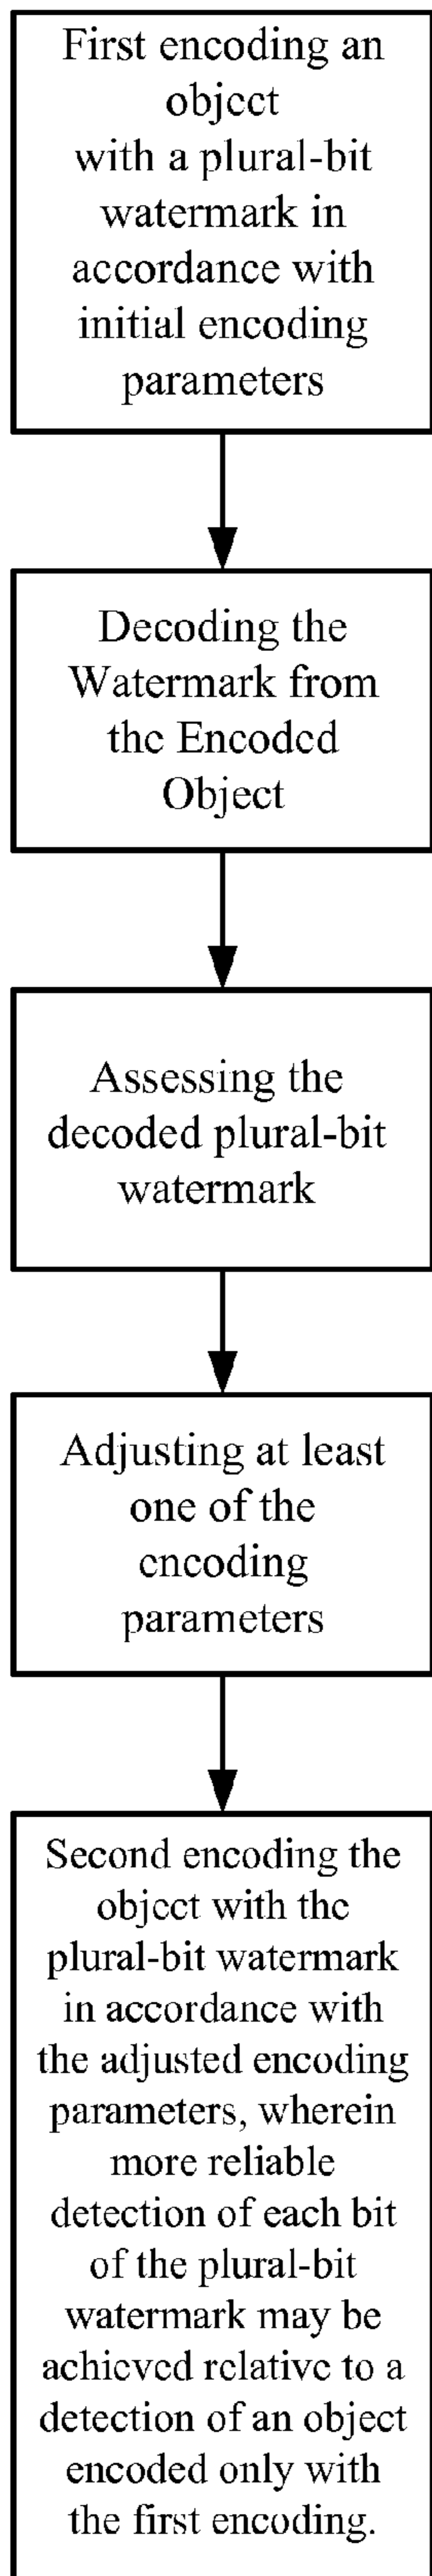 First encoding an
object
with a plural-bit
watermark in
accordance with
initial encoding
parameters
Decoding the
Watermark from
the Encoded
Object
Assessing the
decoded plural-bit
watermark
Adjusting at least
one of the
encoding
parameters
Second encoding the
object with the
plural-bit watermark
in accordance with
the adjusted encoding
parameters, wherein
more reliable
detection of each bit
of the plural-bit
watermark may be
achieved relative to a
detection of an object
encoded only with
the first encoding.